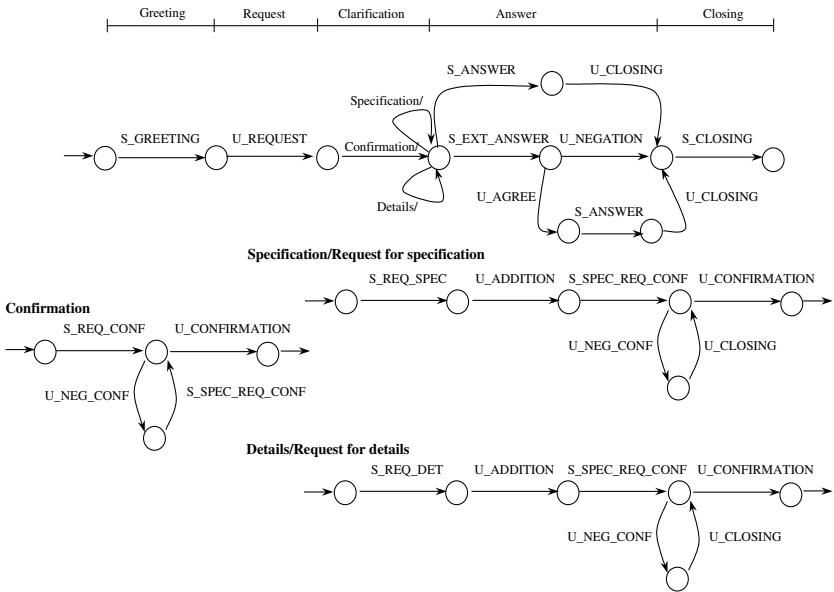 Greeting Request Clarification Answer Closing
S_ANSWER U_CLOSING
Specification/
S_GREETING U_REQUEST Confirmation/ S_EXT_ANSWER U_NEGATION S_CLOSING
Details/ U_AGREE S_ANSWER U_CLOSING
Specification/Request for specification
S_REQ_SPEC U_ADDITION S_SPEC_REQ_CONF U_CONFIRMATION
U_NEG_CONF U_CLOSING
Confirmation
S_REQ_CONF U_CONFIRMATION
U_NEG_CONF S_SPEC_REQ_CONF
Details/Request for details
S_REQ_DET U_ADDITION S_SPEC_REQ_CONF U_CONFIRMATION
U_NEG_CONF U_CLOSING